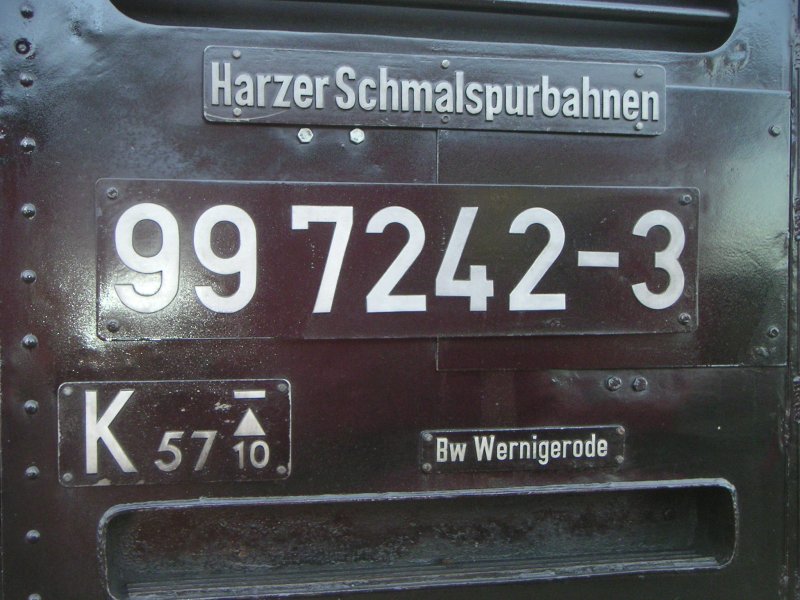 Harzer Schmalspurbahnen
99 7242-3
K 57 10
Bw Wernigerode